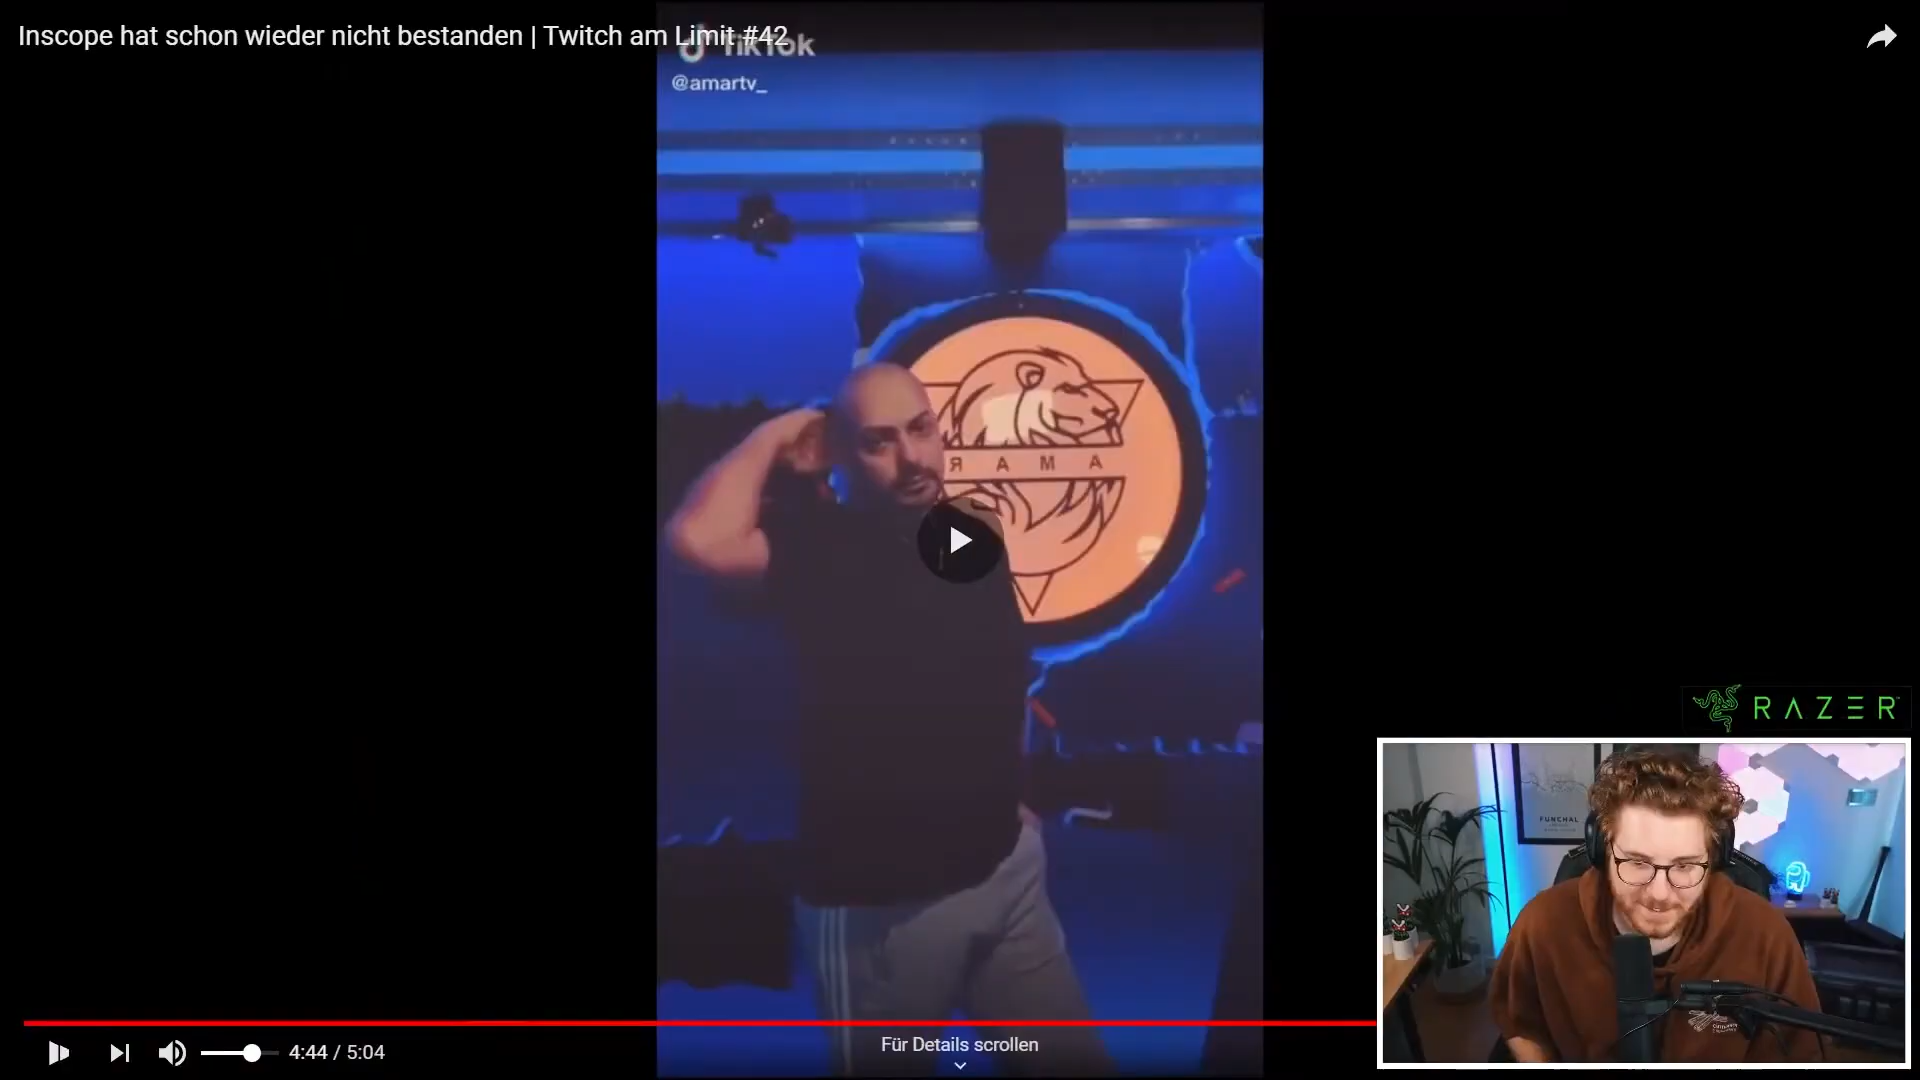 Inscope hat schon wieder nicht bestanden | Twitch am Limit #42
TikTok
@amartv_
AMAR
RAZER
FUNCHAL
4:44 / 5:04
Für Details scrollen